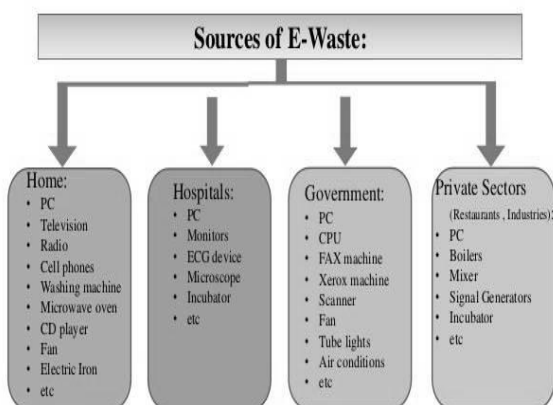 Sources of E-Waste:
Home:
• PC
• Television
• Radio
• Cell phones
• Washing machine
• Microwave oven
• CD player
• Fan
• Electric Iron
• etc
Hospitals:
• PC
• Monitors
• ECG device
• Microscope
• Incubator
• etc
Government:
• PC
• CPU
• FAX machine
• Xerox machine
• Scanner
• Fan
• Tube lights
• Air conditions
• etc
Private Sectors
(Restaurants , Industries):
• PC
• Boilers
• Mixer
• Signal Generators
• Incubator
• etc